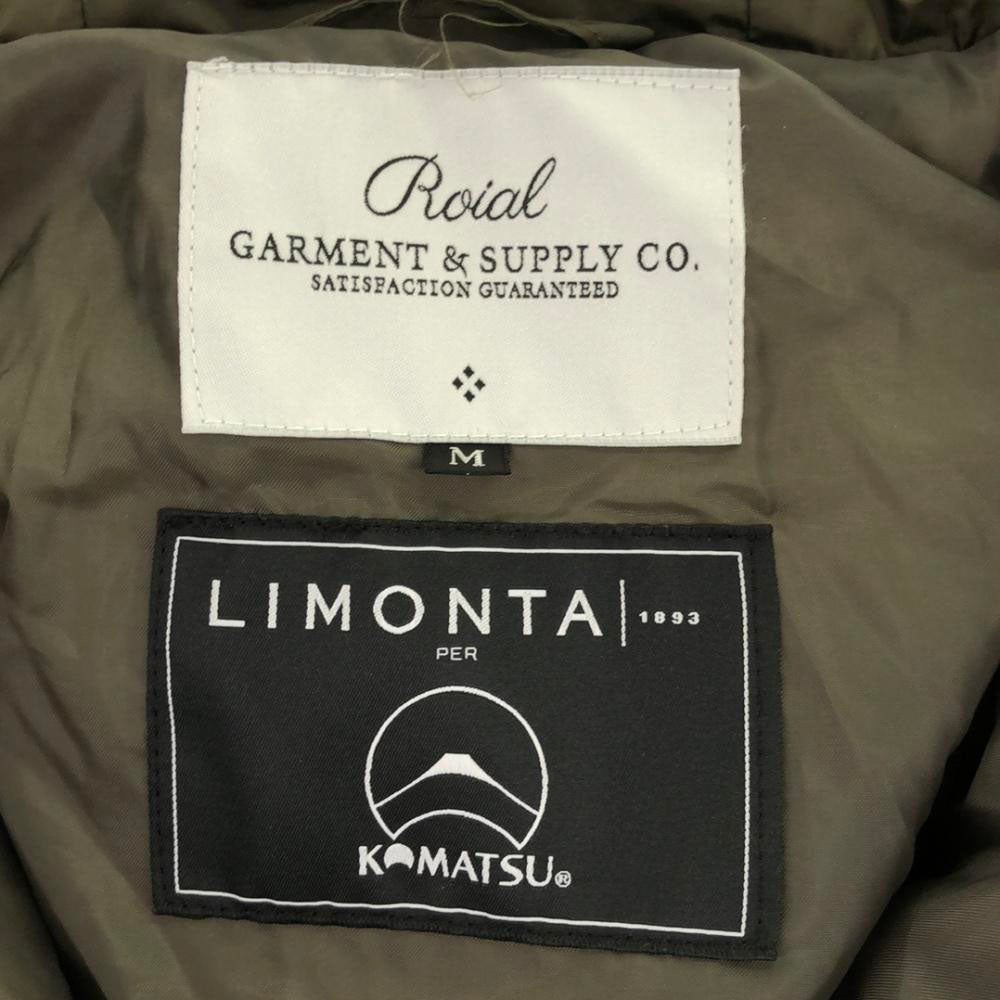 Roial
GARMENT & SUPPLY CO.
SATISFACTION GUARANTEED
M
LIMONTA | 1893
PER
KOMATSU®